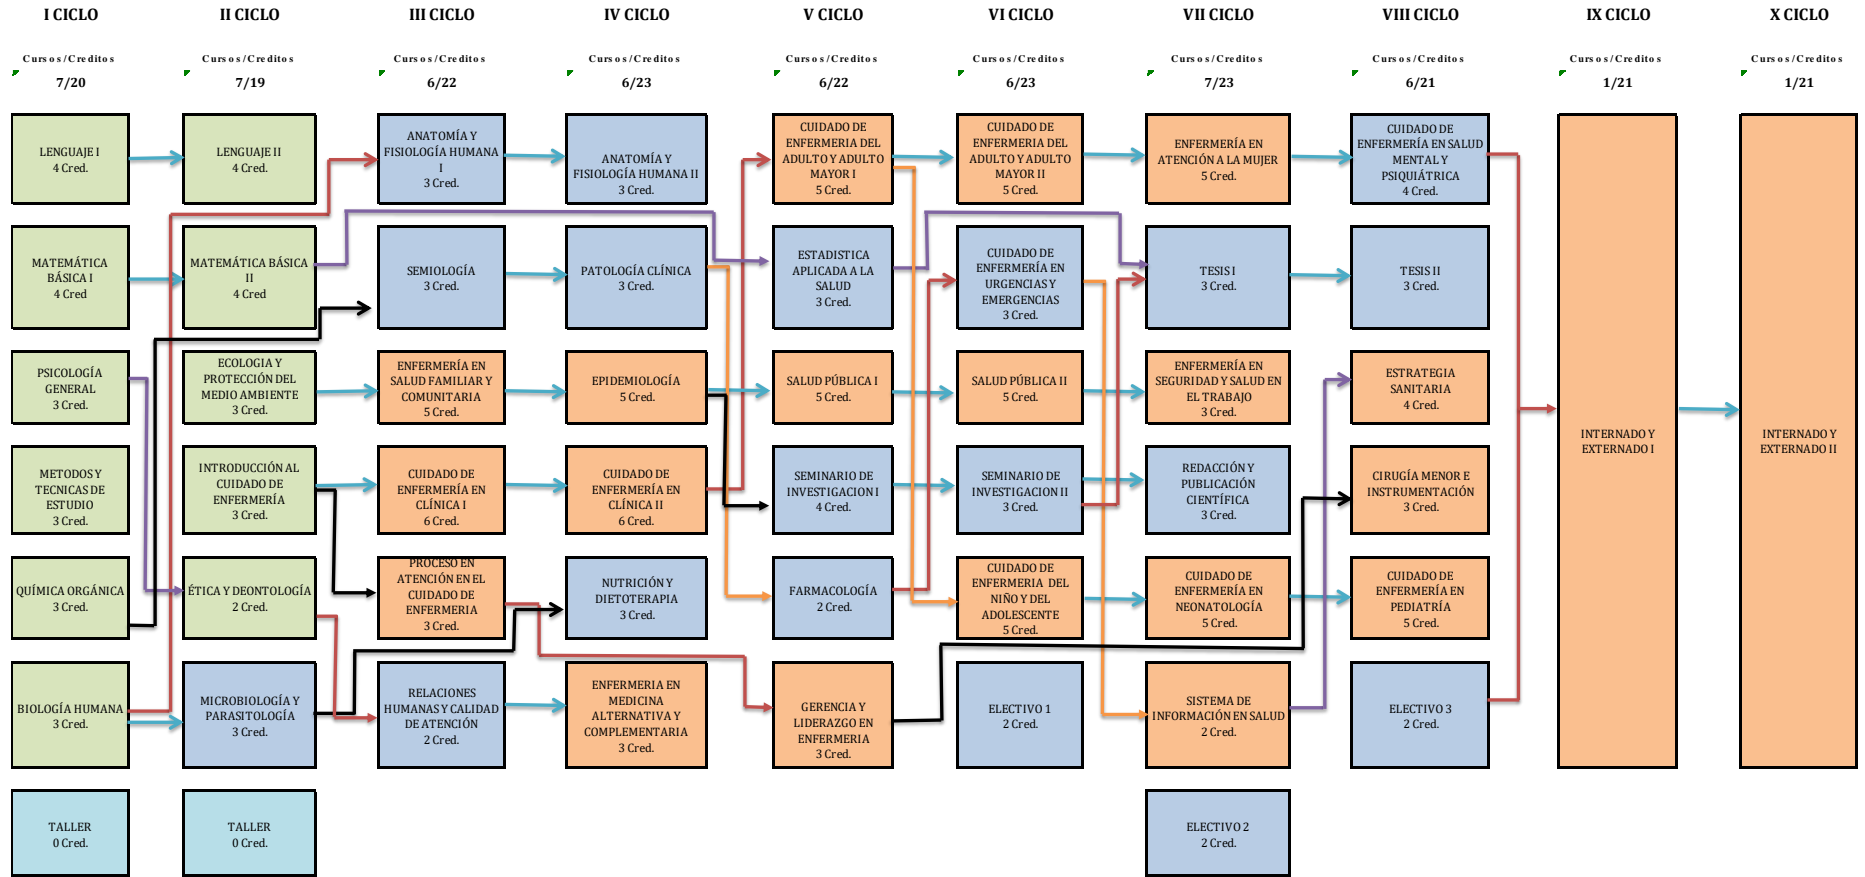 I CICLO
II CICLO
III CICLO
IV CICLO
V CICLO
VI CICLO
VII CICLO
VIII CICLO
IX CICLO
X CICLO
Cursos/Creditos
Cursos/Creditos
Cursos/Creditos
Cursos/Creditos
Cursos/Creditos
Cursos/Creditos
Cursos/Creditos
Cursos/Creditos
Cursos/Creditos
Cursos/Creditos
7/20
7/19
6/22
6/23
6/22
6/23
7/23
6/21
1/21
1/21
LENGUAJE I
4 Cred.
LENGUAJE II
4 Cred.
ANATOMÍA Y
FISIOLOGÍA HUMANA
I
3 Cred.
ANATOMÍA Y
FISIOLOGÍA HUMANA II
3 Cred.
CUIDADO DE
ENFERMERIA DEL
ADULTO Y ADULTO
MAYOR I
5 Cred.
CUIDADO DE
ENFERMERIA DEL
ADULTO Y ADULTO
MAYOR II
5 Cred.
ENFERMERÍA EN
ATENCIÓN A LA MUJER
5 Cred.
CUIDADO DE
ENFERMERÍA EN SALUD
MENTAL Y
PSIQUIÁTRICA
4 Cred.
MATEMÁTICA
BÁSICA I
4 Cred
MATEMÁTICA BÁSICA
II
4 Cred
SEMIOLOGÍA
3 Cred.
PATOLOGÍA CLÍNICA
3 Cred.
ESTADISTICA
APLICADA A LA
SALUD
3 Cred.
CUIDADO DE
ENFERMERÍA EN
URGENCIAS Y
EMERGENCIAS
3 Cred.
TESIS I
3 Cred.
TESIS II
3 Cred.
PSICOLOGÍA
GENERAL
3 Cred.
ECOLOGIA Y
PROTECCIÓN DEL
MEDIO AMBIENTE
3 Cred.
ENFERMERÍA EN
SALUD FAMILIAR Y
COMUNITARIA
5 Cred.
EPIDEMIOLOGÍA
5 Cred.
SALUD PÚBLICA I
5 Cred.
SALUD PÚBLICA II
5 Cred.
ENFERMERÍA EN
SEGURIDAD Y SALUD EN
EL TRABAJO
3 Cred.
ESTRATEGIA
SANITARIA
4 Cred.
METODOS Y
TECNICAS DE
ESTUDIO
3 Cred.
INTRODUCCIÓN AL
CUIDADO DE
ENFERMERÍA
3 Cred.
CUIDADO DE
ENFERMERÍA EN
CLÍNICA I
6 Cred.
CUIDADO DE
ENFERMERÍA EN
CLÍNICA II
6 Cred.
SEMINARIO DE
INVESTIGACION I
4 Cred.
SEMINARIO DE
INVESTIGACION II
3 Cred.
REDACCIÓN Y
PUBLICACIÓN
CIENTÍFICA
3 Cred.
CIRUGÍA MENOR E
INSTRUMENTACIÓN
3 Cred.
INTERNADO Y
EXTERNADO I
INTERNADO Y
EXTERNADO II
QUÍMICA ORGÁNICA
3 Cred.
ÉTICA Y DEONTOLOGÍA
2 Cred.
PROCESO EN
ATENCIÓN EN EL
CUIDADO DE
ENFERMERIA
3 Cred.
NUTRICIÓN Y
DIETOTERAPIA
3 Cred.
FARMACOLOGÍA
2 Cred.
CUIDADO DE
ENFERMERIA DEL
NIÑO Y DEL
ADOLESCENTE
5 Cred.
CUIDADO DE
ENFERMERÍA EN
NEONATOLOGÍA
5 Cred.
CUIDADO DE
ENFERMERÍA EN
PEDIATRÍA
5 Cred.
BIOLOGÍA HUMANA
3 Cred.
MICROBIOLOGÍA Y
PARASITOLOGÍA
3 Cred.
RELACIONES
HUMANAS Y CALIDAD
DE ATENCIÓN
2 Cred.
ENFERMERIA EN
MEDICINA
ALTERNATIVA Y
COMPLEMENTARIA
3 Cred.
GERENCIA Y
LIDERAZGO EN
ENFERMERIA
3 Cred.
ELECTIVO 1
2 Cred.
SISTEMA DE
INFORMACIÓN EN SALUD
2 Cred.
ELECTIVO 3
2 Cred.
TALLER
0 Cred.
TALLER
0 Cred.
ELECTIVO 2
2 Cred.